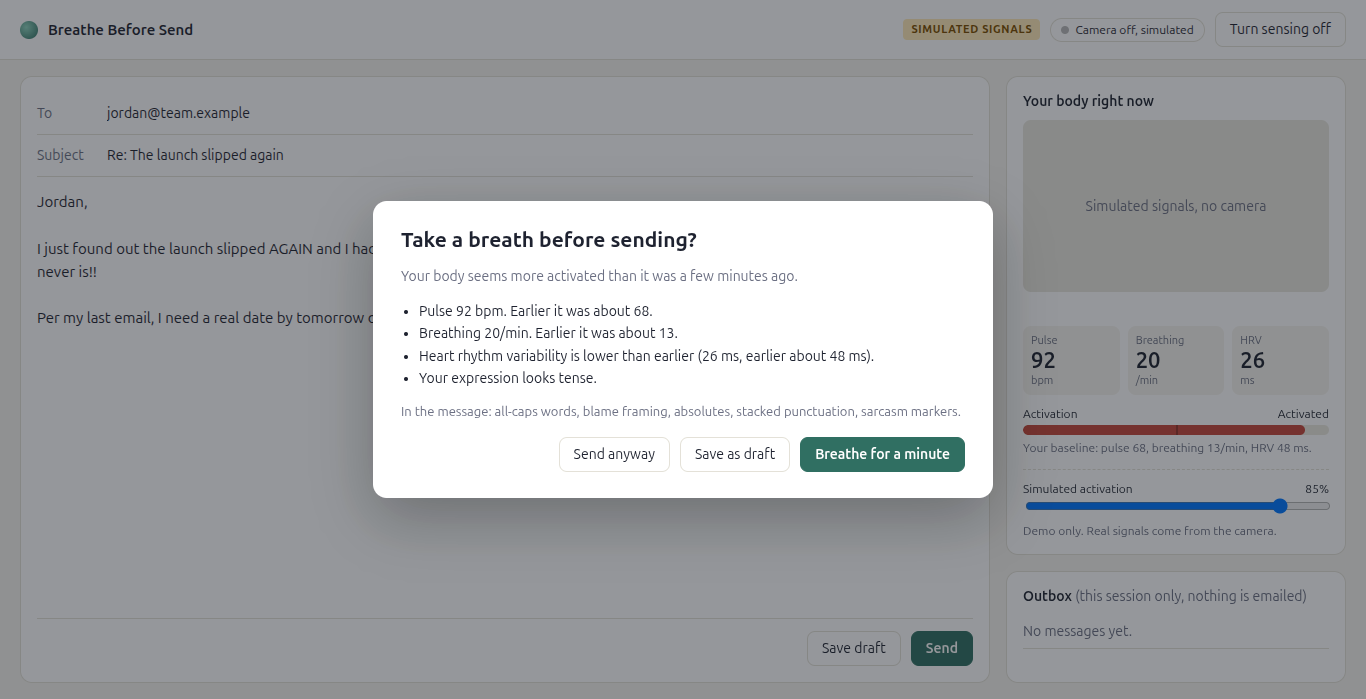 Breathe Before Send
SIMULATED SIGNALS
Camera off, simulated
Turn sensing off
To jordan@team.example
Subject Re: The launch slipped again
Jordan,
I just found out the launch slipped AGAIN and I had
never is!!
Per my last email, I need a real date by tomorrow
Take a breath before sending?
Your body seems more activated than it was a few minutes ago.
• Pulse 92 bpm. Earlier it was about 68.
• Breathing 20/min. Earlier it was about 13.
• Heart rhythm variability is lower than earlier (26 ms, earlier about 48 ms).
• Your expression looks tense.
In the message: all-caps words, blame framing, absolutes, stacked punctuation, sarcasm markers.
Send anyway
Save as draft
Breathe for a minute
Save draft
Send
Your body right now
Simulated signals, no camera
Pulse
92
bpm
Breathing
20
/min
HRV
26
ms
Activation Activated
Your baseline: pulse 68, breathing 13/min, HRV 48 ms.
Simulated activation 85%
Demo only. Real signals come from the camera.
Outbox (this session only, nothing is emailed)
No messages yet.